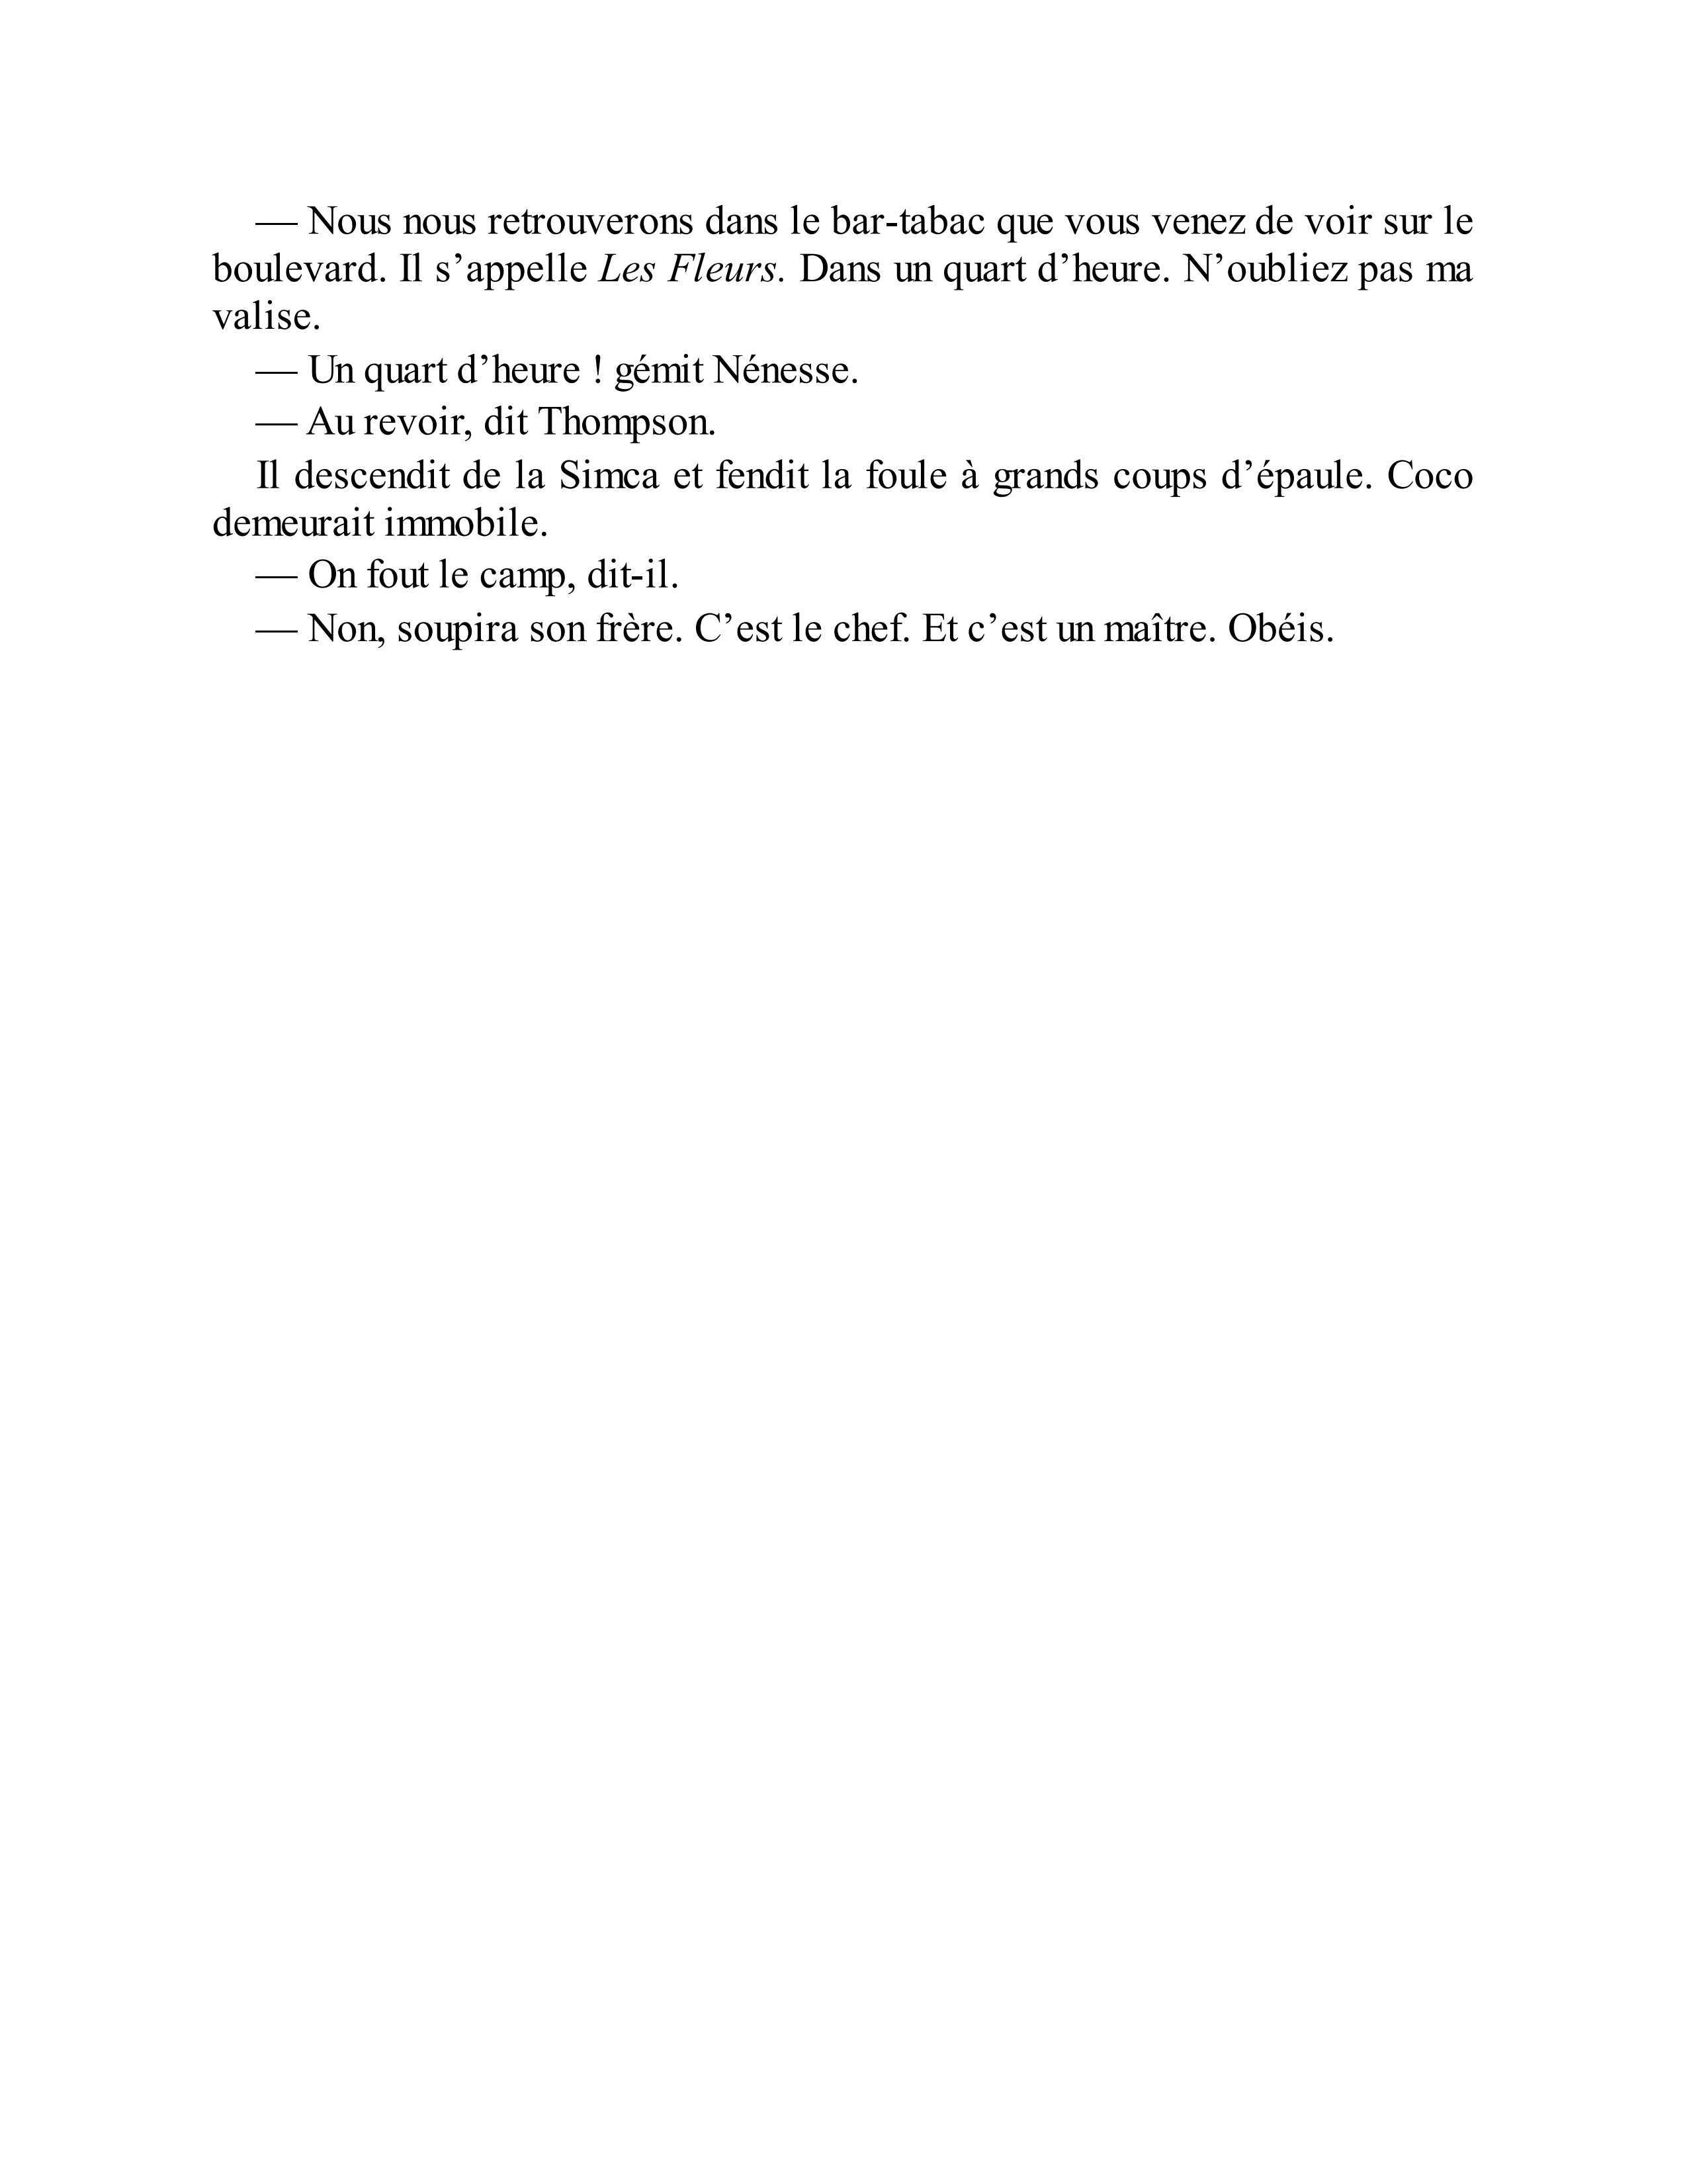 — Nous nous retrouverons dans le bar-tabac que vous venez de voir sur le
boulevard. Il s’appelle Les Fleurs. Dans un quart d’heure. N’oubliez pas ma
valise.
— Un quart d’heure ! gémit Nénesse.
— Au revoir, dit Thompson.
Il descendit de la Simca et fendit la foule à grands coups d’épaule. Coco
demeurait immobile.
— On fout le camp, dit-il.
— Non, soupira son frère. C’est le chef. Et c’est un maître. Obéis.